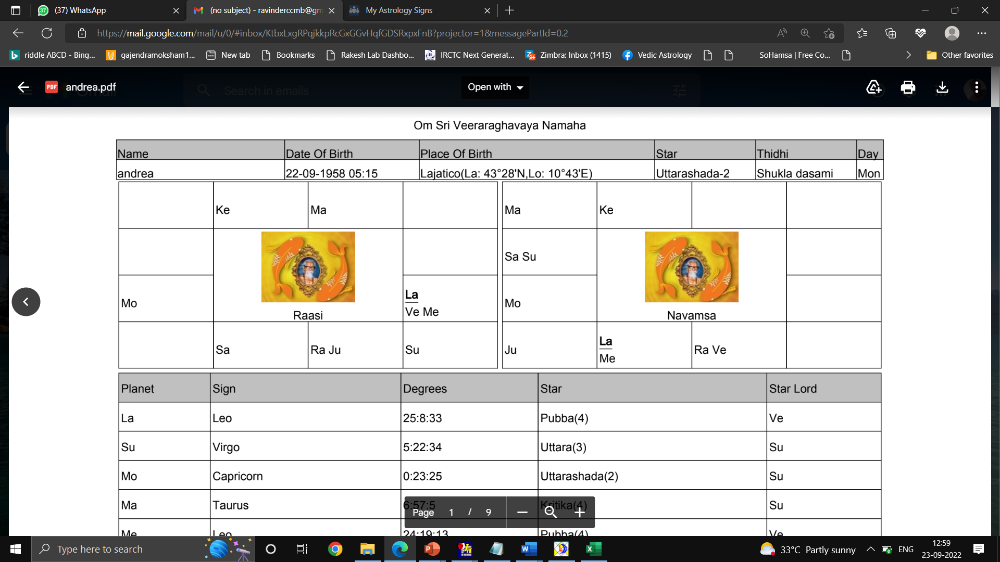 (37) WhatsApp
(no subject) - ravinderccmb@gm
My Astrology Signs
https://mail.google.com/mail/u/0/#inbox/KtbxLxgRPqjkkpRcGxGGvHqfGDSRxpxFnB?projector=1&messagePartId=0.2
riddle ABCD - Bing...
gajendramoksham1...
New tab
Bookmarks
Rakesh Lab Dashbo...
IRCTC Next Generat...
Zimbra: Inbox (1415)
Vedic Astrology
SoHamsa | Free Co...
Other favorites
PDF andrea.pdf
Search in emails
Open with
Om Sri Veeraraghavaya Namaha
Name Date Of Birth Place Of Birth Star Thidhi Day
andrea 22-09-1958 05:15 Lajatico(La: 43°28'N,Lo: 10°43'E) Uttarashada-2 Shukla dasami Mon
Ke Ma Ma Ke
Sa Su
Mo La Mo
Ve Me
Raasi Navamsa
Sa Ra Ju Su Ju La Ra Ve
Me
Planet Sign Degrees Star Star Lord
La Leo 25:8:33 Pubba(4) Ve
Su Virgo 5:22:34 Uttara(3) Su
Mo Capricorn 0:23:25 Uttarashada(2) Su
Ma Taurus 6:57:5 Kritika(4) Su
Page 1 / 9
Me Leo 24:19:13 Pubba(4) Ve
Type here to search
33°C Partly sunny
ENG
12:59
23-09-2022